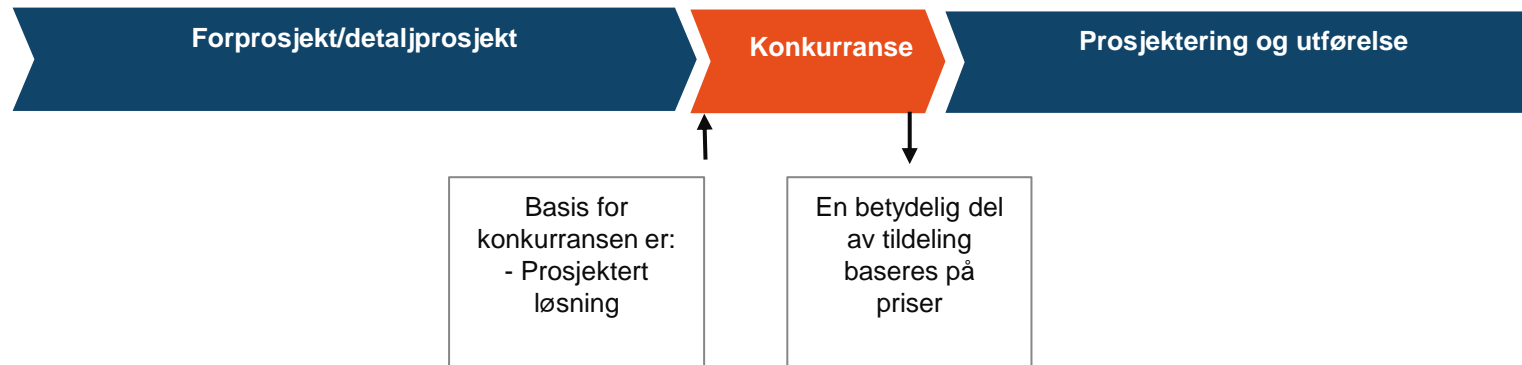 Forprosjekt/detaljprosjekt
Konkurranse
Prosjektering og utførelse
Basis for
konkurransen er:
- Prosjektert
løsning
En betydelig del
av tildeling
baseres på
priser